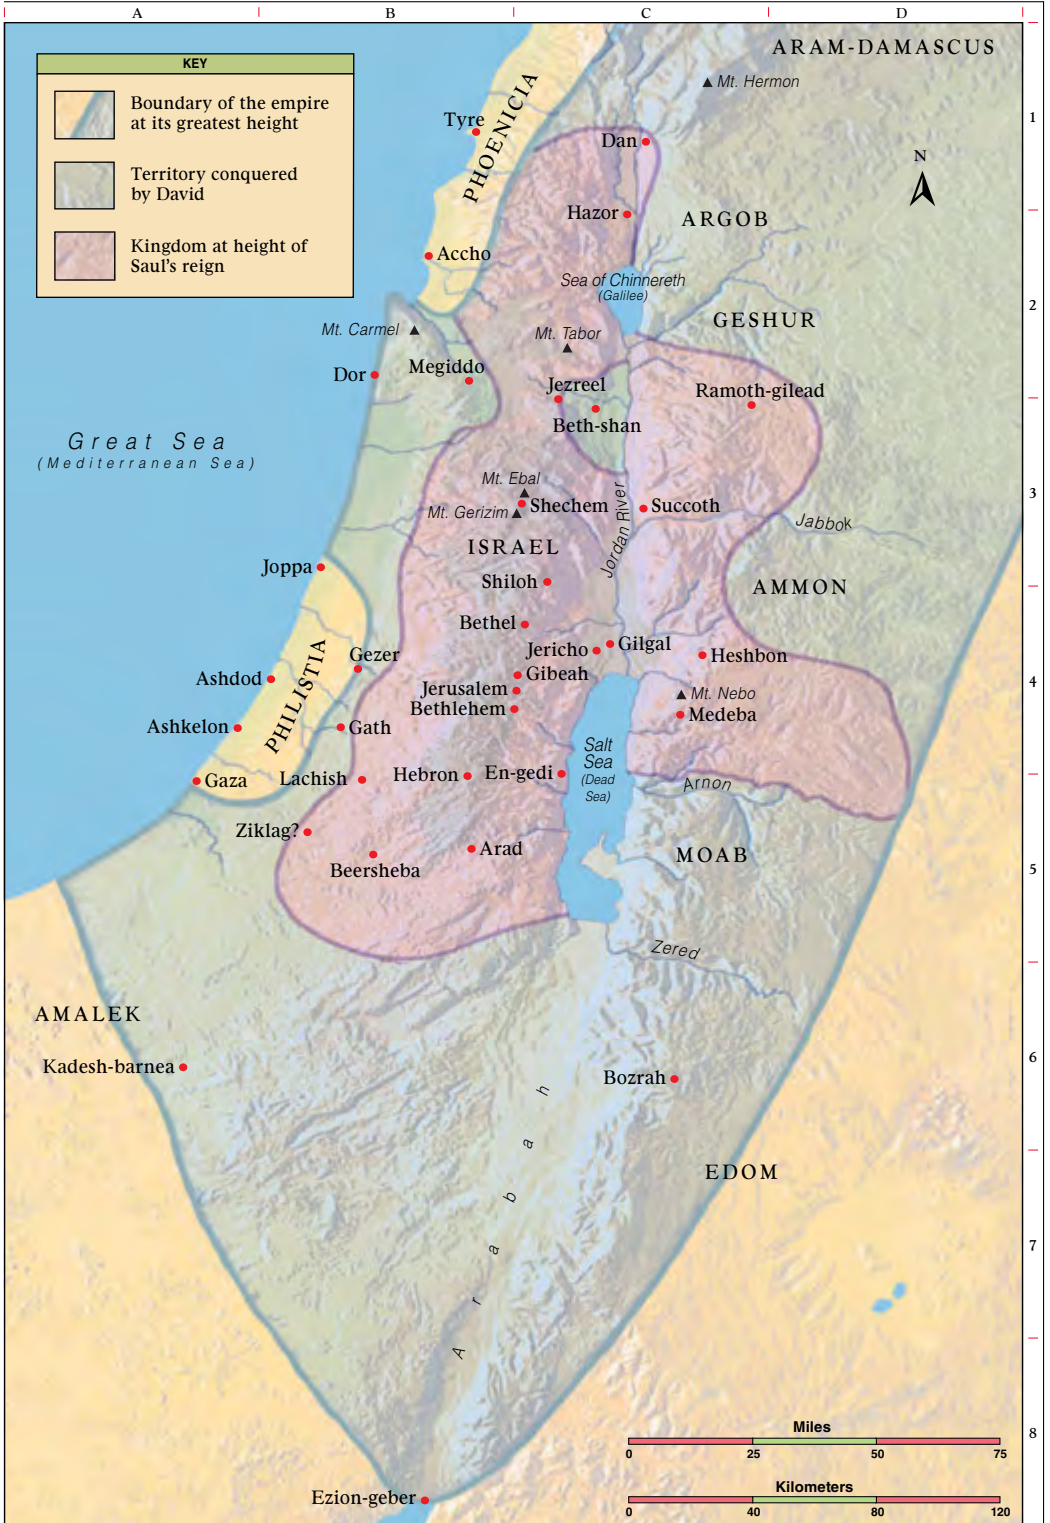 A B C D
KEY
Boundary of the empire
at its greatest height
Territory conquered
by David
Kingdom at height of
Saul's reign
ARAM-DAMASCUS
Mt. Hermon
1
Tyre
PHOENICIA
Dan
N
Hazor
ARGOB
Accho
Sea of Chinnereth
(Galilee)
2
GESHUR
Mt. Carmel
Mt. Tabor
Dor
Megiddo
Jezreel
Ramoth-gilead
Beth-shan
Great Sea
(Mediterranean Sea)
Mt. Ebal
3
Shechem
Mt. Gerizim
Succoth
Jordan River
Jabbok
ISRAEL
Joppa
Shiloh
AMMON
Bethel
Gilgal
Jericho
Heshbon
Gezer
Gibeah
Ashdod
4
Jerusalem
Mt. Nebo
Bethlehem
Medeba
PHILISTIA
Ashkelon
Gath
Salt
Sea
(Dead
Sea)
Gaza
Lachish
Hebron
En-gedi
Arnon
Ziklag?
Arad
MOAB
Beersheba
5
Zered
AMALEK
6
Kadesh-barnea
Bozrah
Arabah
EDOM
7
Miles
0 25 50 75
8
Kilometers
0 40 80 120
Ezion-geber